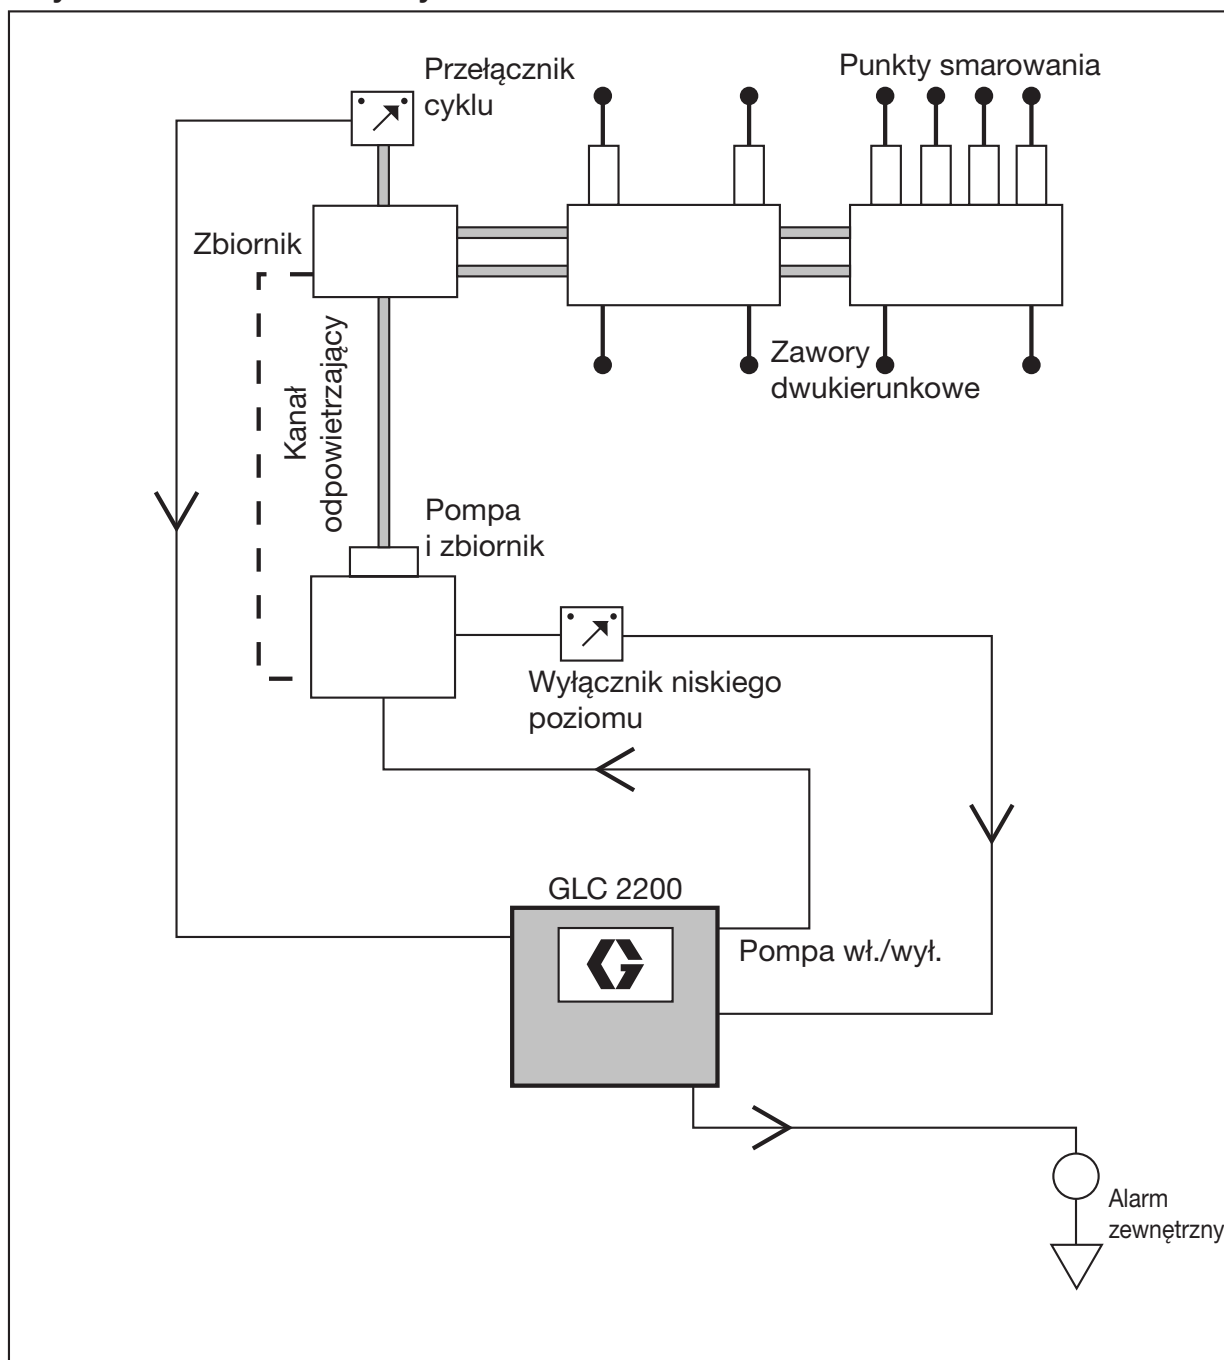 Przełącznik
cyklu
Punkty smarowania
Zbiornik
Zawory
dwukierunkowe
Kanał
odpowietrzający
Pompa
i zbiornik
Wyłącznik niskiego
poziomu
GLC 2200
Pompa wł./wył.
Alarm
zewnętrzny